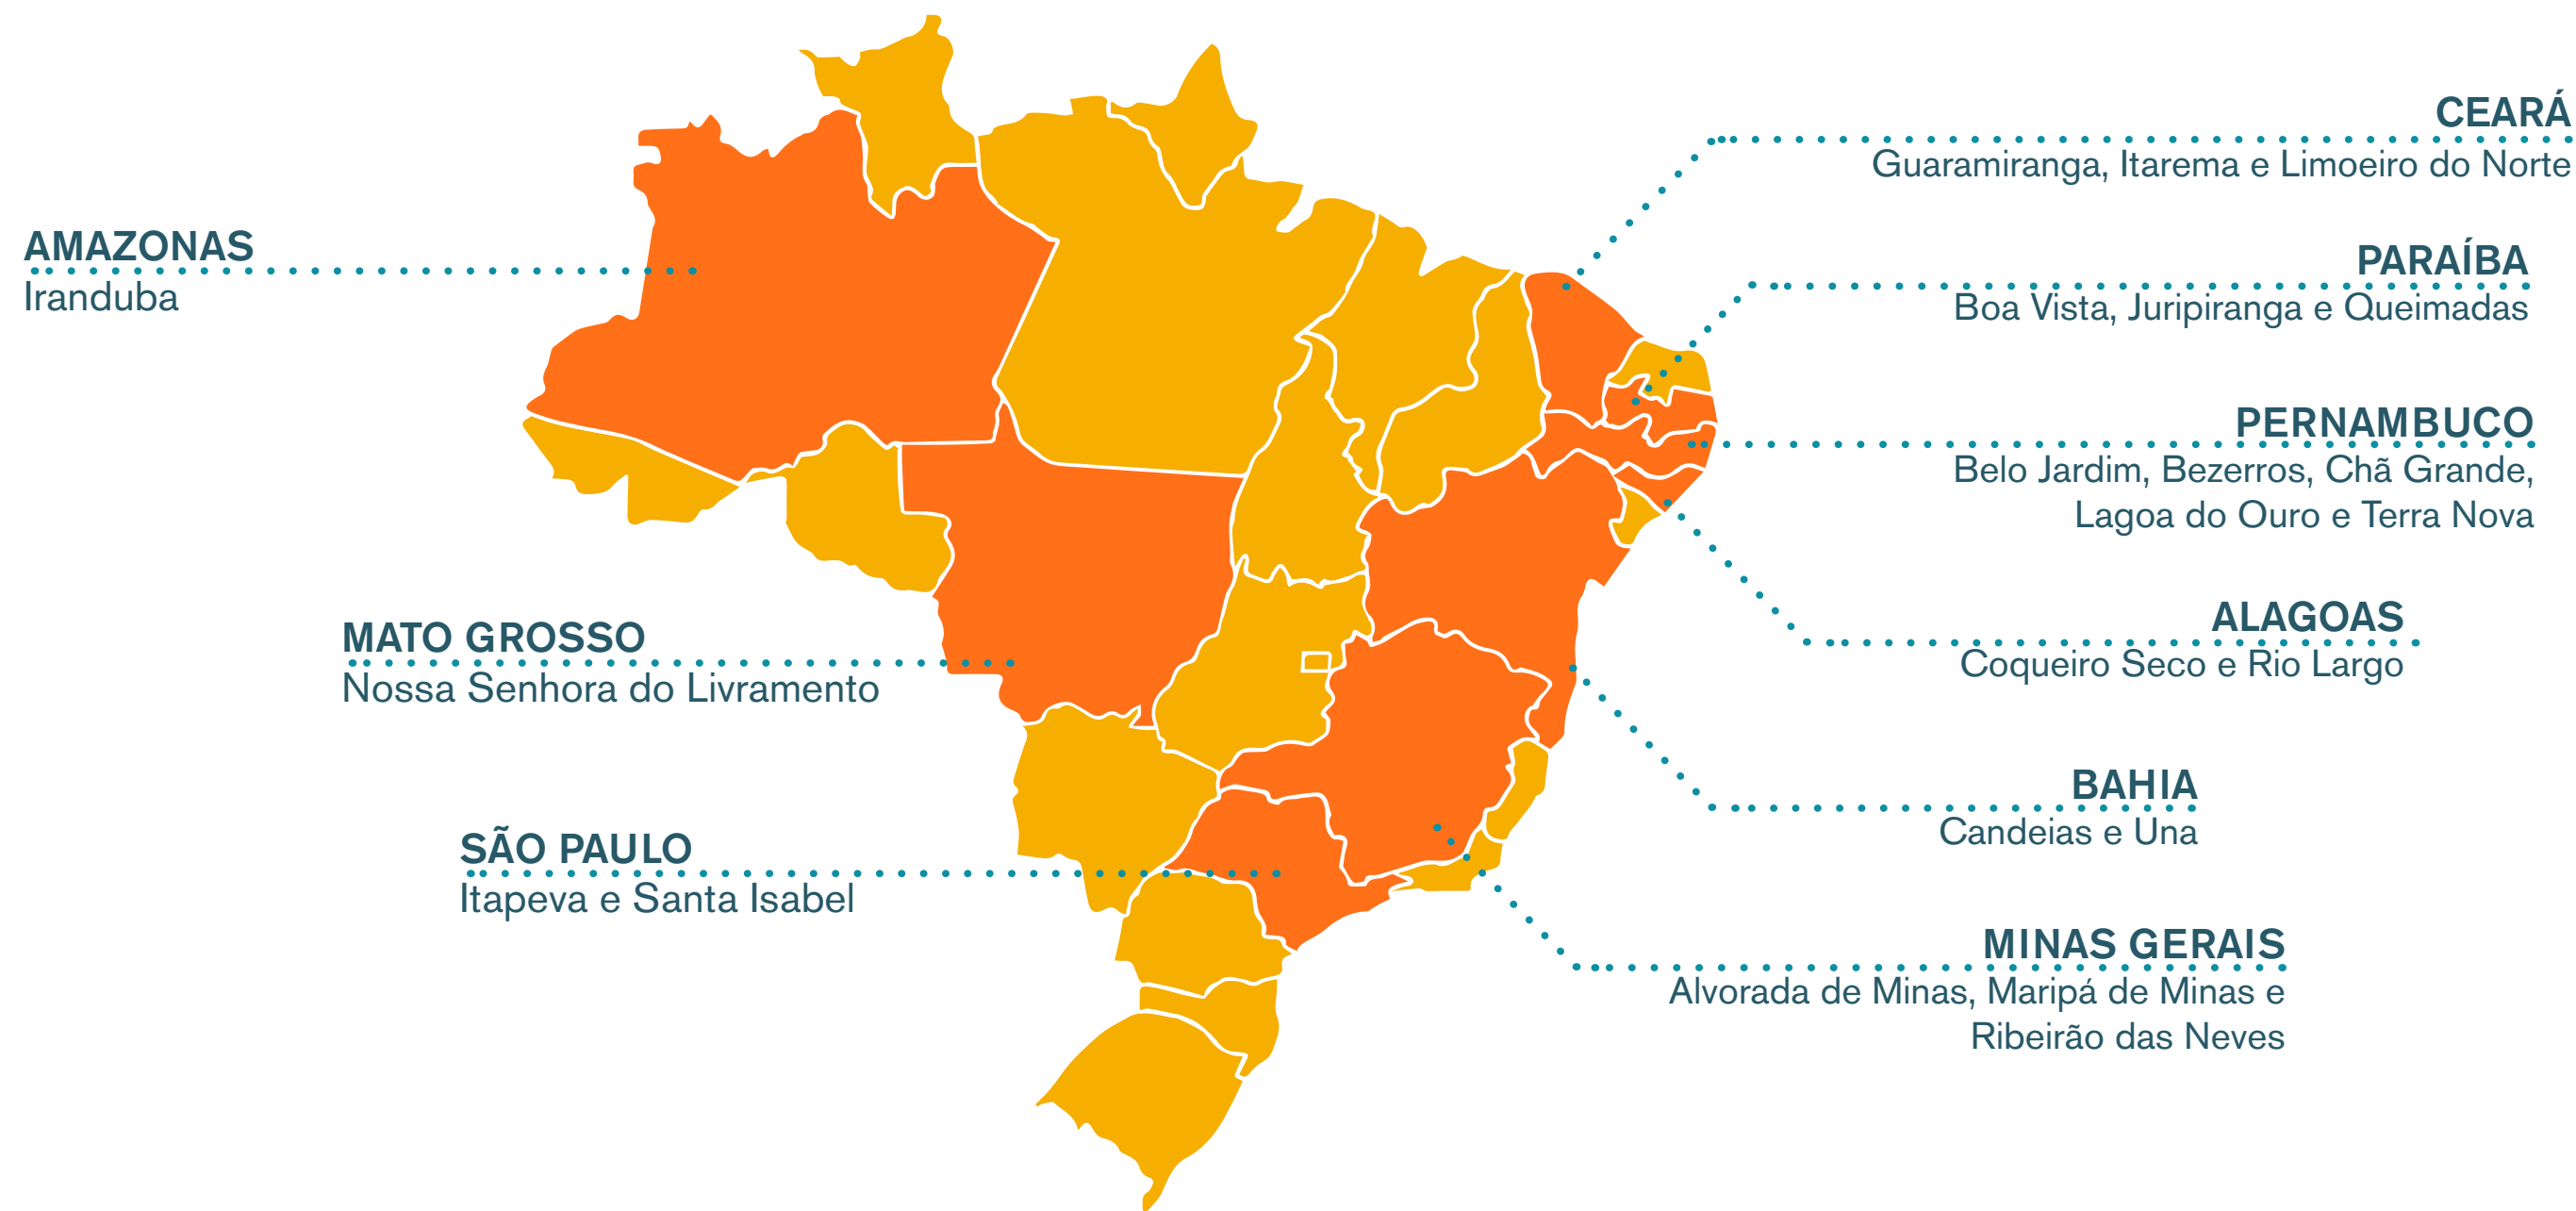 AMAZONAS
Iranduba
MATO GROSSO
Nossa Senhora do Livramento
SÃO PAULO
Itapeva e Santa Isabel
CEARÁ
Guaramiranga, Itarema e Limoeiro do Norte
PARAÍBA
Boa Vista, Juripiranga e Queimadas
PERNAMBUCO
Belo Jardim, Bezerros, Chã Grande,
Lagoa do Ouro e Terra Nova
ALAGOAS
Coqueiro Seco e Rio Largo
BAHIA
Candeias e Una
MINAS GERAIS
Alvorada de Minas, Maripá de Minas e
Ribeirão das Neves